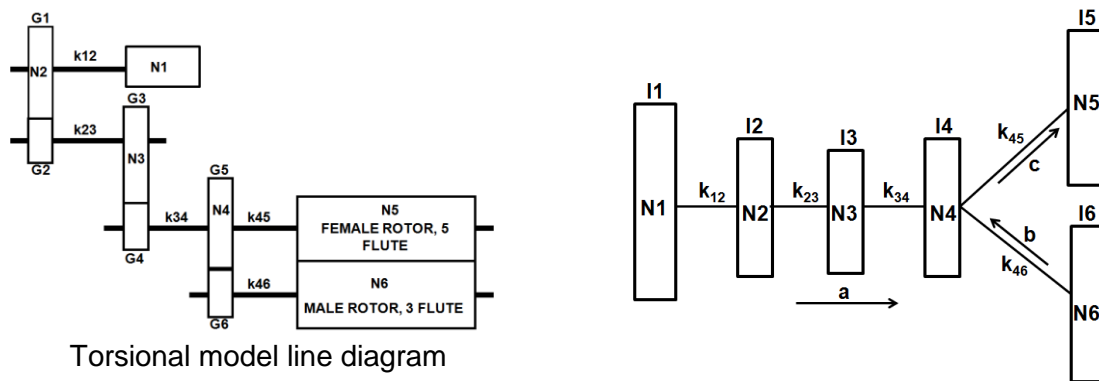 G1
k12
N2
N1
G3
k23
N3
G2
G5
k34
N4
k45
N5
FEMALE ROTOR, 5
FLUTE
G4
k46
N6
MALE ROTOR, 3 FLUTE
G6
Torsional model line diagram
I1
I2
I3
I4
I5
N1
k12
N2
k23
N3
k34
N4
k45
c
N5
b
k46
a
I6
N6